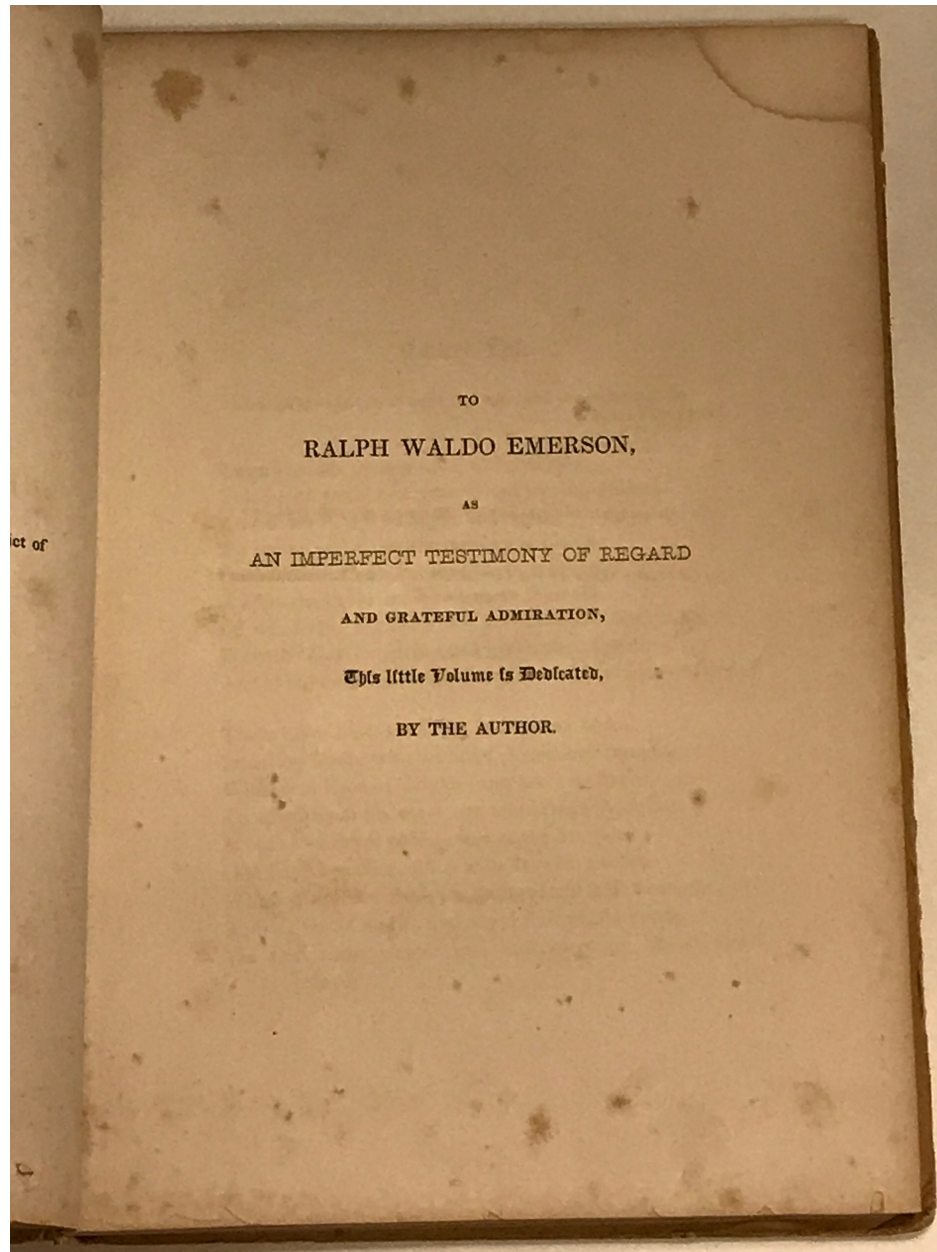 ict of
TO
RALPH WALDO EMERSON,
AS
AN IMPERFECT TESTIMONY OF REGARD
AND GRATEFUL ADMIRATION,
This little Volume is Dedicated,
BY THE AUTHOR.